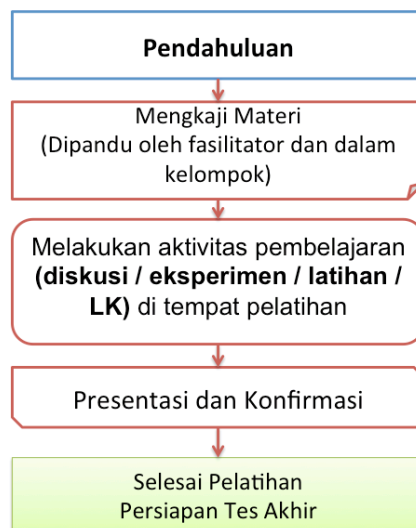 Pendahuluan
Mengkaji Materi
(Dipandu oleh fasilitator dan dalam
kelompok)
Melakukan aktivitas pembelajaran
(diskusi / eksperimen / latihan /
LK) di tempat pelatihan
Presentasi dan Konfirmasi
Selesai Pelatihan
Persiapan Tes Akhir